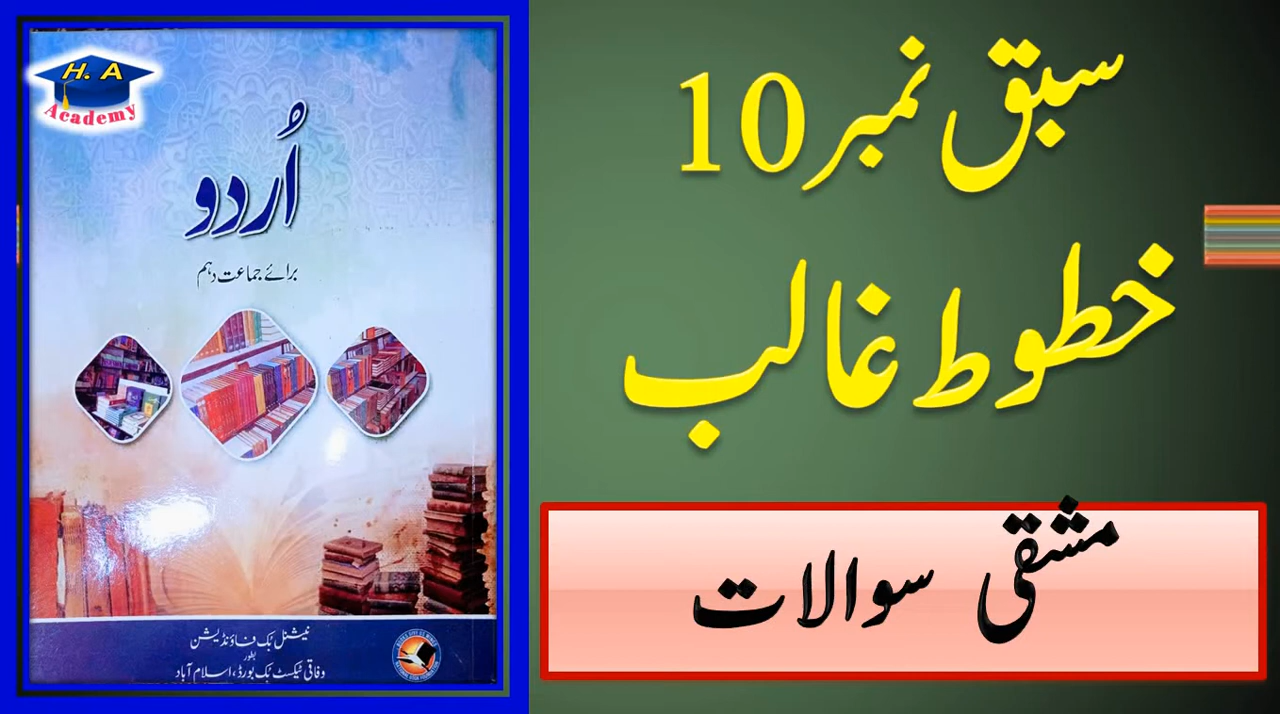 H. A
Academy
اُردو
برائے جماعت دہم
نیشنل بک فاؤنڈیشن
بطور
وفاقی ٹیکسٹ بک بورڈ، اسلام آباد
سبق نمبر 10
خطوط غالب
مشقی سوالات